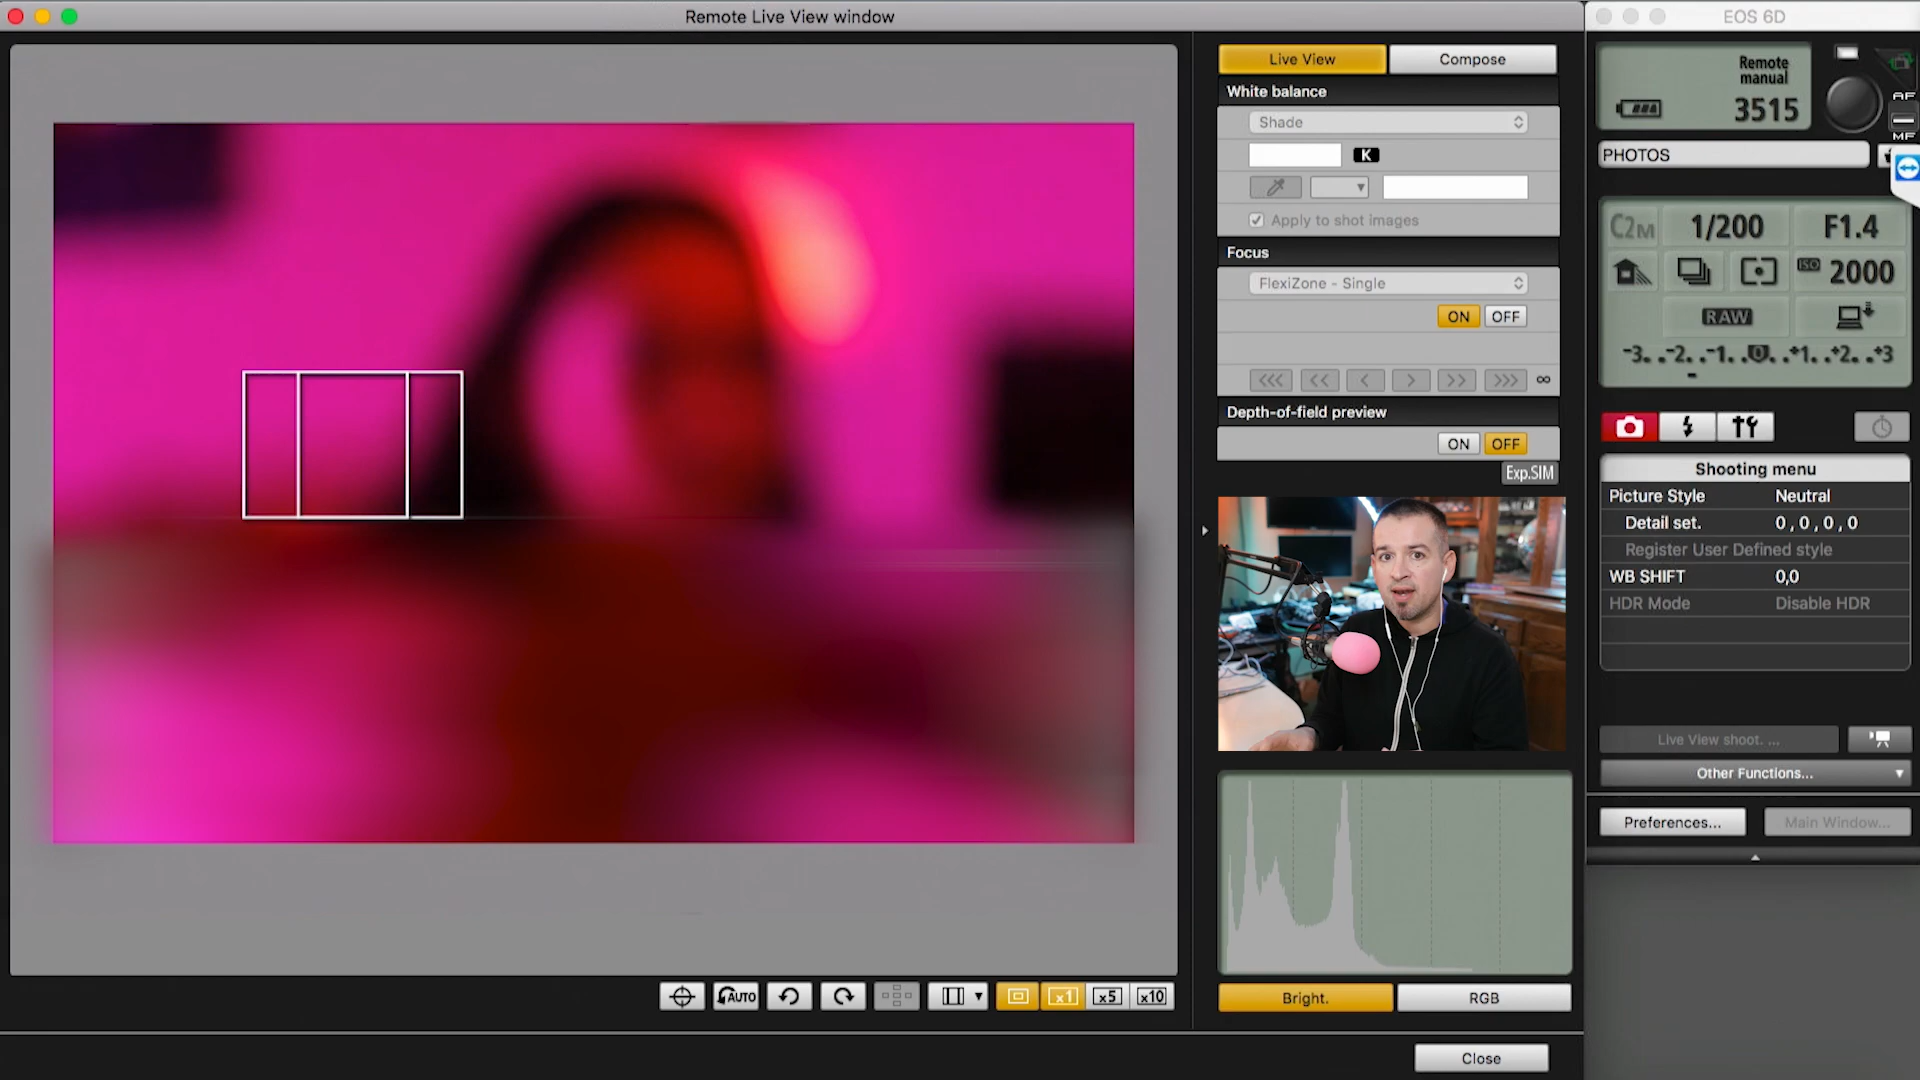 Remote Live View window
EOS 6D
Live View
Compose
White balance
Shade
K
Apply to shot images
Focus
FlexiZone - Single
ON OFF
<<< << < > >> >>> ∞
Depth-of-field preview
ON OFF
Exp.SIM
Bright.
RGB
AUTO
x1 x5 x10
Close
Remote
manual
3515
AF
MF
PHOTOS
C2M 1/200 F1.4
ISO 2000
RAW
-3..-2..-1..0..+1..+2..+3
Shooting menu
Picture Style Neutral
Detail set. 0,0,0,0
Register User Defined style
WB SHIFT 0,0
HDR Mode Disable HDR
Live View shoot. ...
Other Functions...
Preferences... Main Window...